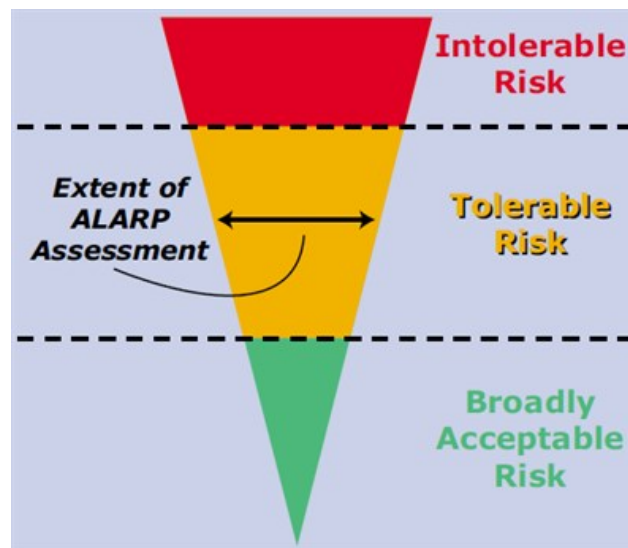 Intolerable
Risk
Extent of
ALARP
Assessment
Tolerable
Risk
Broadly
Acceptable
Risk